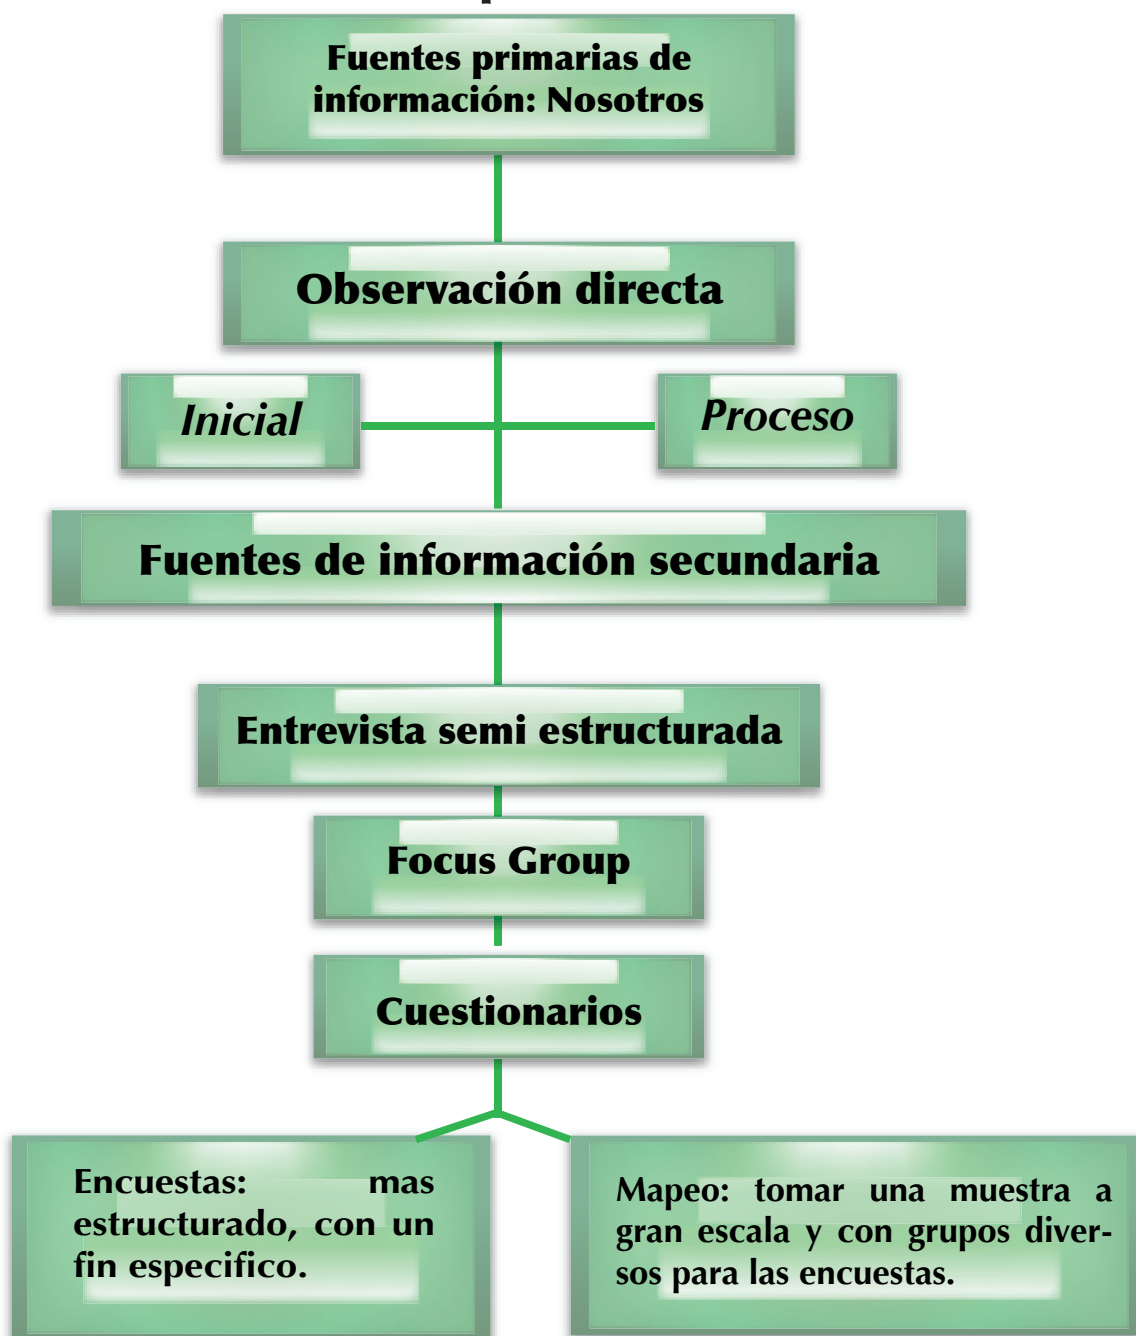 Fuentes primarias de
información: Nosotros
Observación directa
Inicial
Proceso
Fuentes de información secundaria
Entrevista semi estructurada
Focus Group
Cuestionarios
Encuestas: mas
estructurado, con un
fin especifico.
Mapeo: tomar una muestra a
gran escala y con grupos diver-
sos para las encuestas.